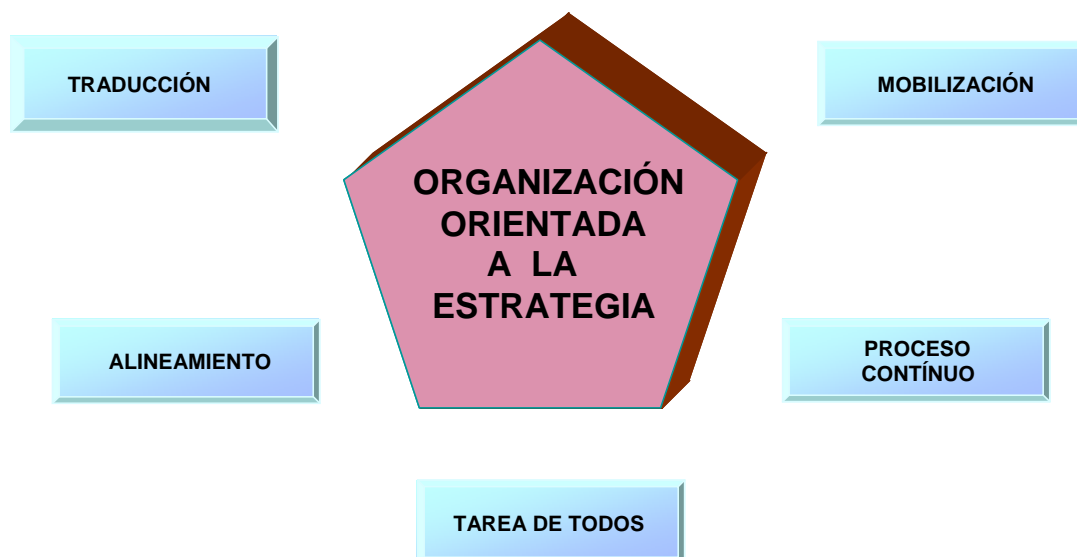 TRADUCCIÓN
MOBILIZACIÓN
ORGANIZACIÓN
ORIENTADA
A LA
ESTRATEGIA
ALINEAMIENTO
PROCESO
CONTÍNUO
TAREA DE TODOS